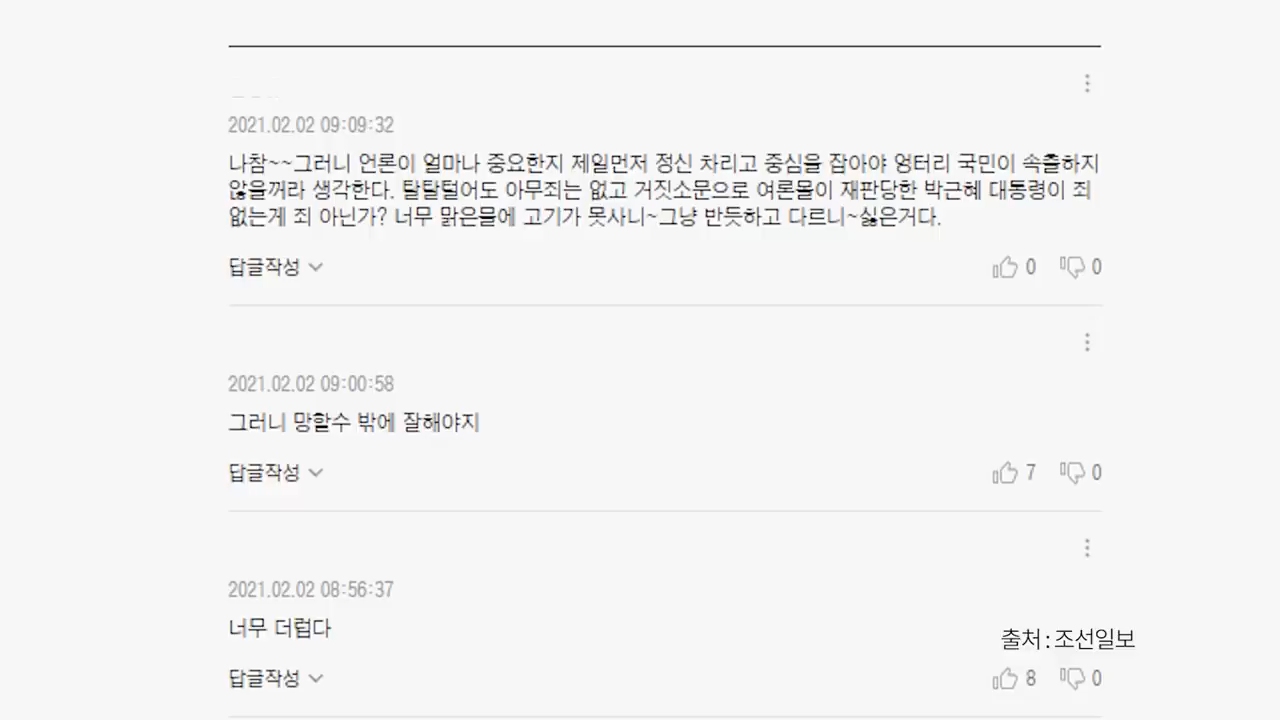 2021.02.02 09:09:32
나참~~그러니 언론이 얼마나 중요한지 제일먼저 정신 차리고 중심을 잡아야 엉터리 국민이 속출하지
않을꺼라 생각한다. 탈탈털어도 아무죄는 없고 거짓소문으로 여론몰이 재판당한 박근혜 대통령이 죄
없는게 죄 아닌가? 너무 맑은물에 고기가 못사니~그냥 반듯하고 다르니~싫은거다.
답글작성 0 0
2021.02.02 09:00:58
그러니 망할수 밖에 잘해야지
답글작성 7 0
2021.02.02 08:56:37
너무 더럽다
출처 : 조선일보
답글작성 8 0